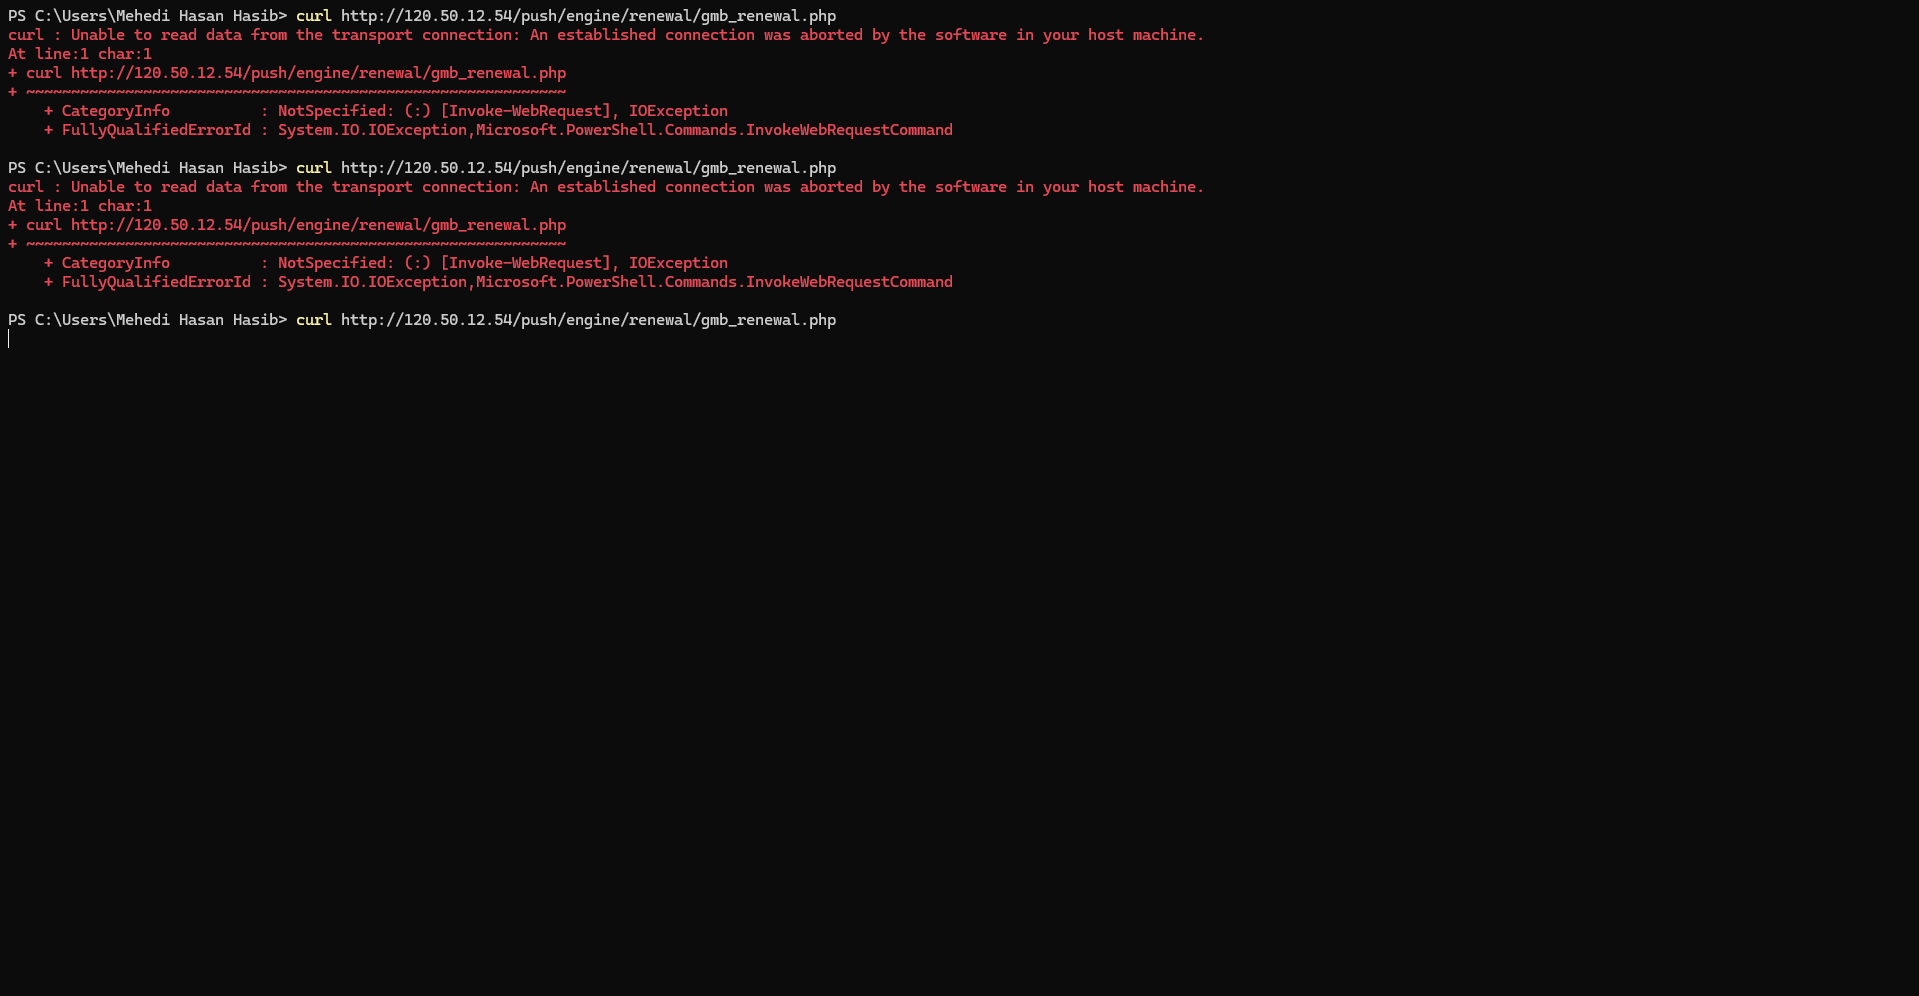 PS C:\Users\Mehedi Hasan Hasib> curl http://120.50.12.54/push/engine/renewal/gmb_renewal.php
curl : Unable to read data from the transport connection: An established connection was aborted by the software in your host machine.
At line:1 char:1
+ curl http://120.50.12.54/push/engine/renewal/gmb_renewal.php
+ ~~~~~~~~~~~~~~~~~~~~~~~~~~~~~~~~~~~~~~~~~~~~~~~~~~~~~~~~~~~~
    + CategoryInfo          : NotSpecified: (:) [Invoke-WebRequest], IOException
    + FullyQualifiedErrorId : System.IO.IOException,Microsoft.PowerShell.Commands.InvokeWebRequestCommand

PS C:\Users\Mehedi Hasan Hasib> curl http://120.50.12.54/push/engine/renewal/gmb_renewal.php
curl : Unable to read data from the transport connection: An established connection was aborted by the software in your host machine.
At line:1 char:1
+ curl http://120.50.12.54/push/engine/renewal/gmb_renewal.php
+ ~~~~~~~~~~~~~~~~~~~~~~~~~~~~~~~~~~~~~~~~~~~~~~~~~~~~~~~~~~~~
    + CategoryInfo          : NotSpecified: (:) [Invoke-WebRequest], IOException
    + FullyQualifiedErrorId : System.IO.IOException,Microsoft.PowerShell.Commands.InvokeWebRequestCommand

PS C:\Users\Mehedi Hasan Hasib> curl http://120.50.12.54/push/engine/renewal/gmb_renewal.php